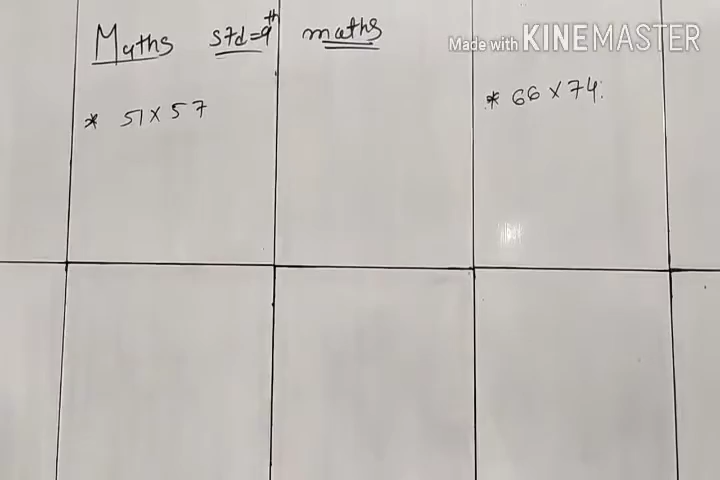 Maths std=9th maths
Made with KINEMASTER
* 51 x 57
* 66 x 74